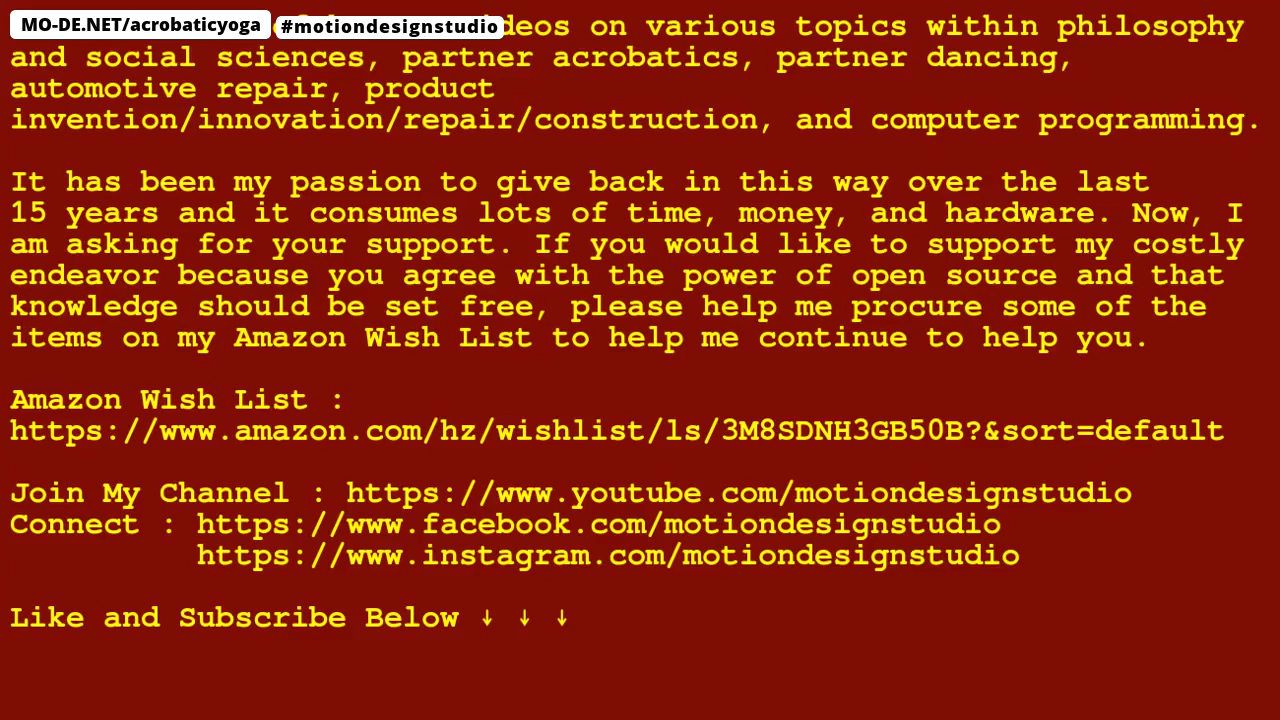 MO-DE.NET/acrobaticyoga #motiondesignstudio
on various topics within philosophy
and social sciences, partner acrobatics, partner dancing,
automotive repair, product
invention/innovation/repair/construction, and computer programming.
It has been my passion to give back in this way over the last
15 years and it consumes lots of time, money, and hardware. Now, I
am asking for your support. If you would like to support my costly
endeavor because you agree with the power of open source and that
knowledge should be set free, please help me procure some of the
items on my Amazon Wish List to help me continue to help you.
Amazon Wish List :
https://www.amazon.com/hz/wishlist/ls/3M8SDNH3GB50B?&sort=default
Join My Channel : https://www.youtube.com/motiondesignstudio
Connect : https://www.facebook.com/motiondesignstudio
https://www.instagram.com/motiondesignstudio
Like and Subscribe Below ↓ ↓ ↓